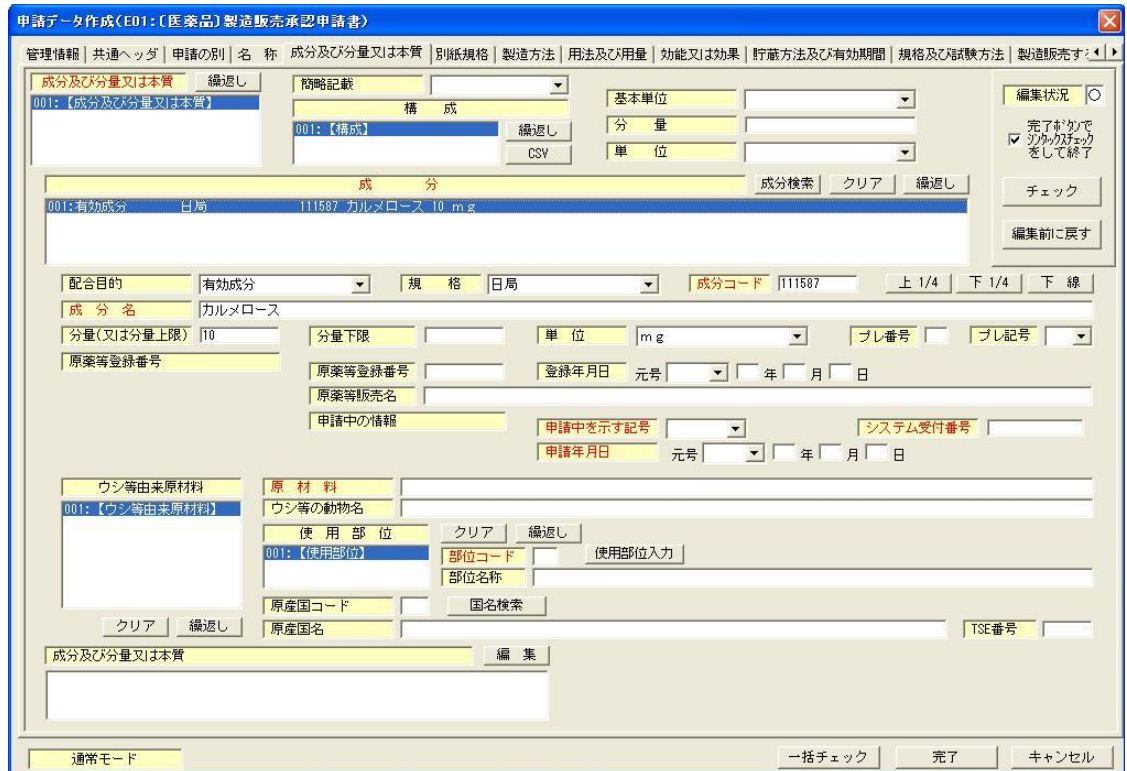 申請データ作成(E01:〔医薬品〕製造販売承認申請書)
管理情報 共通ヘッダ 申請の別 名 称 成分及び分量又は本質 別紙規格 製造方法 用法及び用量 効能又は効果 貯蔵方法及び有効期間 規格及び試験方法 製造販売する
成分及び分量又は本質 繰返し 簡略記載 基本単位 編集状況
001:【成分及び分量又は本質】 構 成 分 量
001:【構成】 繰返し 完了ボタンで シンタックスチェック をして終了
CSV 単 位
成 分 成分検索 クリア 繰返し チェック
001:有効成分 日局 111587 カルメロース 10 mg
編集前に戻す
配合目的 有効成分 規 格 日局 成分コード 111587 上 1/4 下 1/4 下 線
成 分 名 カルメロース
分量(又は分量上限) 10 分量下限 単 位 mg プレ番号 プレ記号
原薬等登録番号 原薬等登録番号 登録年月日 元号 年 月 日
原薬等販売名
申請中の情報 申請中を示す記号 システム受付番号
申請年月日 元号 年 月 日
ウシ等由来原材料 原 材 料
001:【ウシ等由来原材料】 ウシ等の動物名
使 用 部 位 クリア 繰返し
001:【使用部位】 部位コード 使用部位入力
部位名称
原産国コード 国名検索
クリア 繰返し 原産国名 TSE番号
成分及び分量又は本質 編 集
通常モード 一括チェック 完了 キャンセル